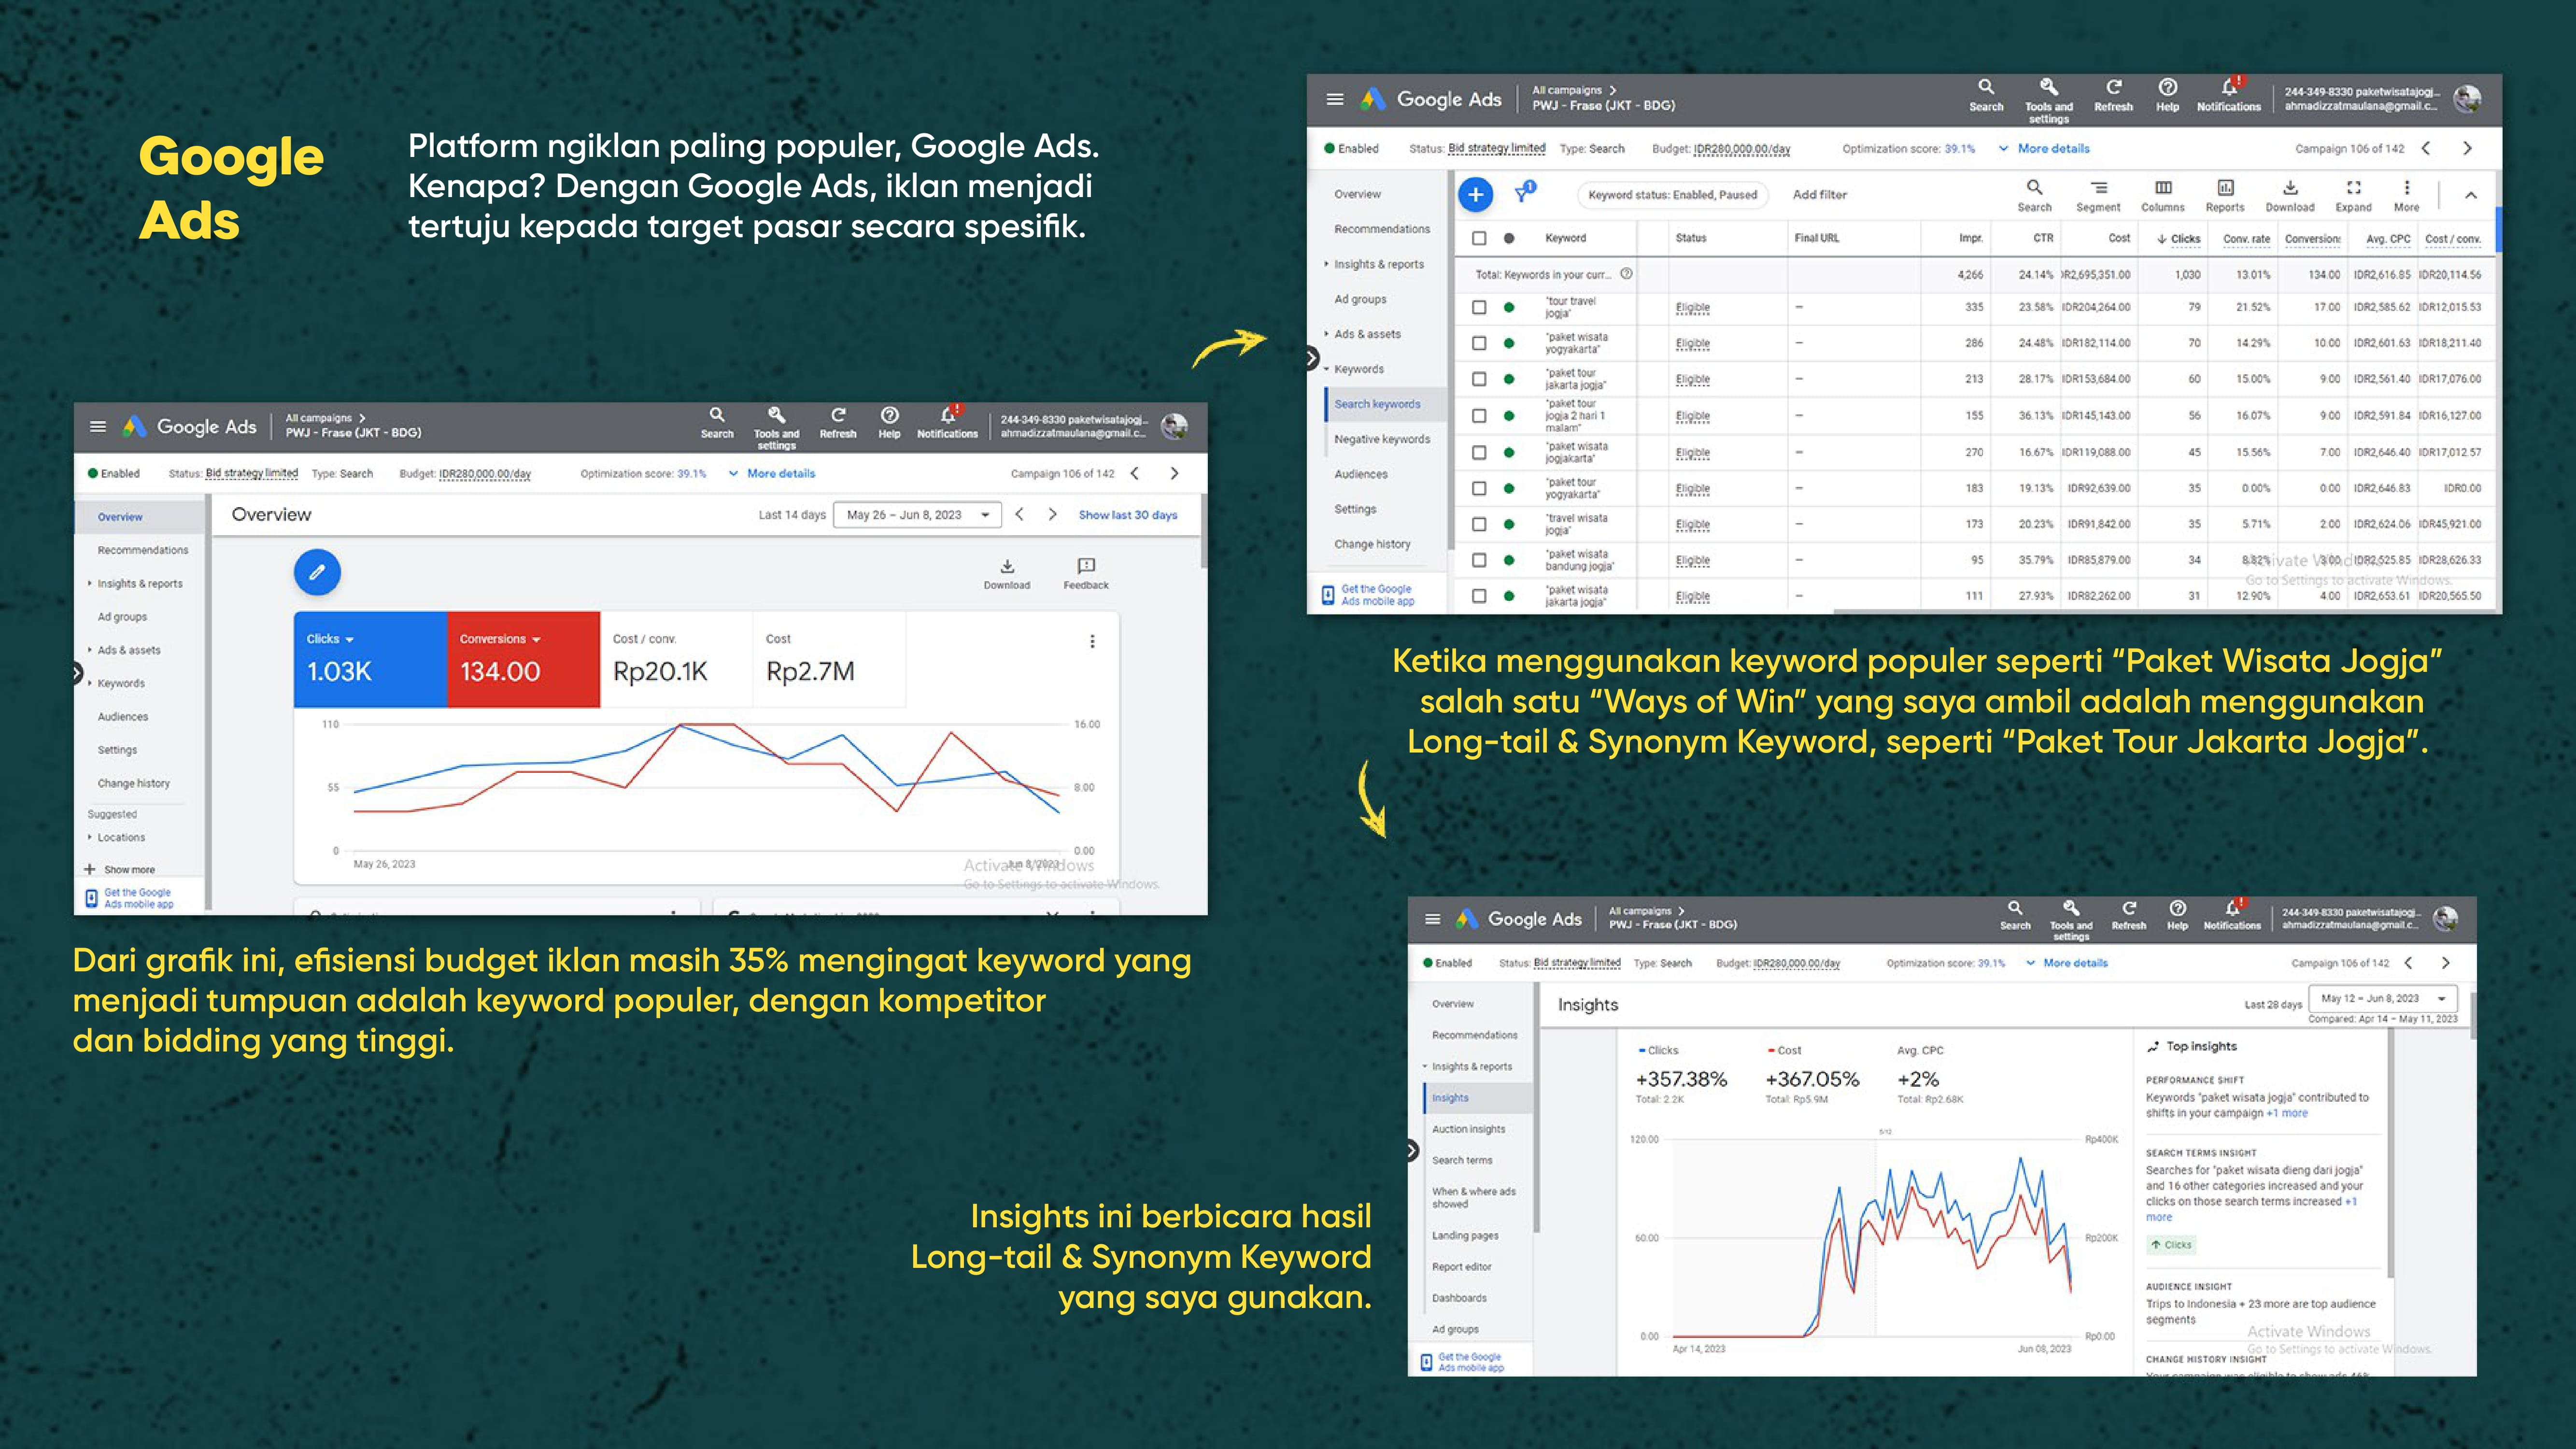 Google
Ads
Platform ngiklan paling populer, Google Ads.
Kenapa? Dengan Google Ads, iklan menjadi
tertuju kepada target pasar secara spesifik.
Google Ads
All campaigns
PWJ - Frase (JKT - BDG)
Search
Tools and
settings
Refresh
Help
Notifications
244-349-8330 paketwisatajogj...
ahmadizzatmaulana@gmail.c...
Enabled
Status: Bid strategy limited
Type: Search
Budget: IDR280,000.00/day
Optimization score: 39.1%
More details
Campaign 106 of 142
Overview
Recommendations
Insights & reports
Ad groups
Ads & assets
Keywords
Audiences
Settings
Change history
Suggested
Locations
Show more
Get the Google
Ads mobile app
Overview
Last 14 days
May 26 – Jun 8, 2023
Show last 30 days
Download
Feedback
Clicks
1.03K
Conversions
134.00
Cost / conv.
Rp20.1K
Cost
Rp2.7M
110
55
0
16.00
8.00
0.00
May 26, 2023
Jun 8, 2023
Activate Windows
Go to Settings to activate Windows.
Dari grafik ini, efisiensi budget iklan masih 35% mengingat keyword yang
menjadi tumpuan adalah keyword populer, dengan kompetitor
dan bidding yang tinggi.
Google Ads
All campaigns
PWJ - Frase (JKT - BDG)
Search
Tools and
settings
Refresh
Help
Notifications
244-349-8330 paketwisatajogj...
ahmadizzatmaulana@gmail.c...
Enabled
Status: Bid strategy limited
Type: Search
Budget: IDR280,000.00/day
Optimization score: 39.1%
More details
Campaign 106 of 142
Overview
Recommendations
Insights & reports
Ad groups
Ads & assets
Keywords
Search keywords
Negative keywords
Audiences
Settings
Change history
Get the Google
Ads mobile app
1
Keyword status: Enabled, Paused
Add filter
Search
Segment
Columns
Reports
Download
Expand
More
Keyword Status Final URL Impr. CTR Cost Clicks Conv. rate Conversions Avg. CPC Cost / conv.
Total: Keywords in your curr... 4,266 24.14% R2,695,351.00 1,030 13.01% 134.00 IDR2,616.85 IDR20,114.56
"tour travel
jogja" Eligible – 335 23.58% IDR204,264.00 79 21.52% 17.00 IDR2,585.62 IDR12,015.53
"paket wisata
yogyakarta" Eligible – 286 24.48% IDR182,114.00 70 14.29% 10.00 IDR2,601.63 IDR18,211.40
"paket tour
jakarta jogja" Eligible – 213 28.17% IDR153,684.00 60 15.00% 9.00 IDR2,561.40 IDR17,076.00
"paket tour
jogja 2 hari 1
malam" Eligible – 155 36.13% IDR145,143.00 56 16.07% 9.00 IDR2,591.84 IDR16,127.00
"paket wisata
jogjakarta" Eligible – 270 16.67% IDR119,088.00 45 15.56% 7.00 IDR2,646.40 IDR17,012.57
"paket tour
yogyakarta" Eligible – 183 19.13% IDR92,639.00 35 0.00% 0.00 IDR2,646.83 IDR0.00
"travel wisata
jogja" Eligible – 173 20.23% IDR91,842.00 35 5.71% 2.00 IDR2,624.06 IDR45,921.00
"paket wisata
bandung jogja" Eligible – 95 35.79% IDR85,879.00 34 IDR2,525.85 IDR28,626.33
"paket wisata
jakarta jogja" Eligible – 111 27.93% IDR82,262.00 31 12.90% 4.00 IDR2,653.61 IDR20,565.50
Activate Windows
Go to Settings to activate Windows.
Ketika menggunakan keyword populer seperti “Paket Wisata Jogja”
salah satu “Ways of Win” yang saya ambil adalah menggunakan
Long-tail & Synonym Keyword, seperti “Paket Tour Jakarta Jogja”.
Insights ini berbicara hasil
Long-tail & Synonym Keyword
yang saya gunakan.
Google Ads
All campaigns
PWJ - Frase (JKT - BDG)
Search
Tools and
settings
Refresh
Help
Notifications
244-349-8330 paketwisatajogj...
ahmadizzatmaulana@gmail.c...
Enabled
Status: Bid strategy limited
Type: Search
Budget: IDR280,000.00/day
Optimization score: 39.1%
More details
Campaign 106 of 142
Overview
Recommendations
Insights & reports
Insights
Auction insights
Search terms
When & where ads
showed
Landing pages
Report editor
Dashboards
Ad groups
Get the Google
Ads mobile app
Insights
Last 28 days
May 12 – Jun 8, 2023
Compared: Apr 14 – May 11, 2023
Clicks
+357.38%
Total: 2.2K
Cost
+367.05%
Total: Rp5.9M
Avg. CPC
+2%
Total: Rp2.68K
120.00
60.00
0.00
5/12
Rp400K
Rp200K
Rp0.00
Apr 14, 2023
Jun 08, 2023
Top insights
PERFORMANCE SHIFT
Keywords "paket wisata jogja" contributed to
shifts in your campaign +1 more
SEARCH TERMS INSIGHT
Searches for "paket wisata dieng dari jogja"
and 16 other categories increased and your
clicks on those search terms increased +1
more
Clicks
AUDIENCE INSIGHT
Trips to Indonesia + 23 more are top audience
segments
Activate Windows
Go to Settings to activate Windows.
CHANGE HISTORY INSIGHT